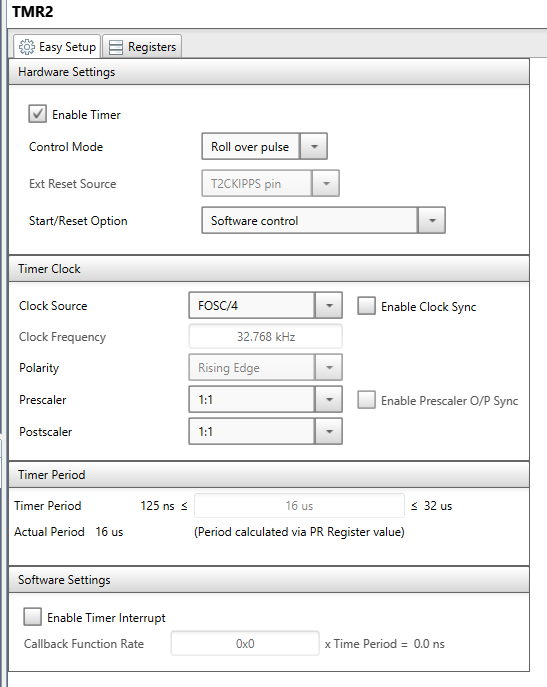 TMR2
Easy Setup Registers
Hardware Settings
Enable Timer
Control Mode Roll over pulse
Ext Reset Source T2CKIPPS pin
Start/Reset Option Software control
Timer Clock
Clock Source FOSC/4 Enable Clock Sync
Clock Frequency 32.768 kHz
Polarity Rising Edge
Prescaler 1:1 Enable Prescaler O/P Sync
Postscaler 1:1
Timer Period
Timer Period 125 ns ≤ 16 us ≤ 32 us
Actual Period 16 us (Period calculated via PR Register value)
Software Settings
Enable Timer Interrupt
Callback Function Rate 0x0 x Time Period = 0.0 ns